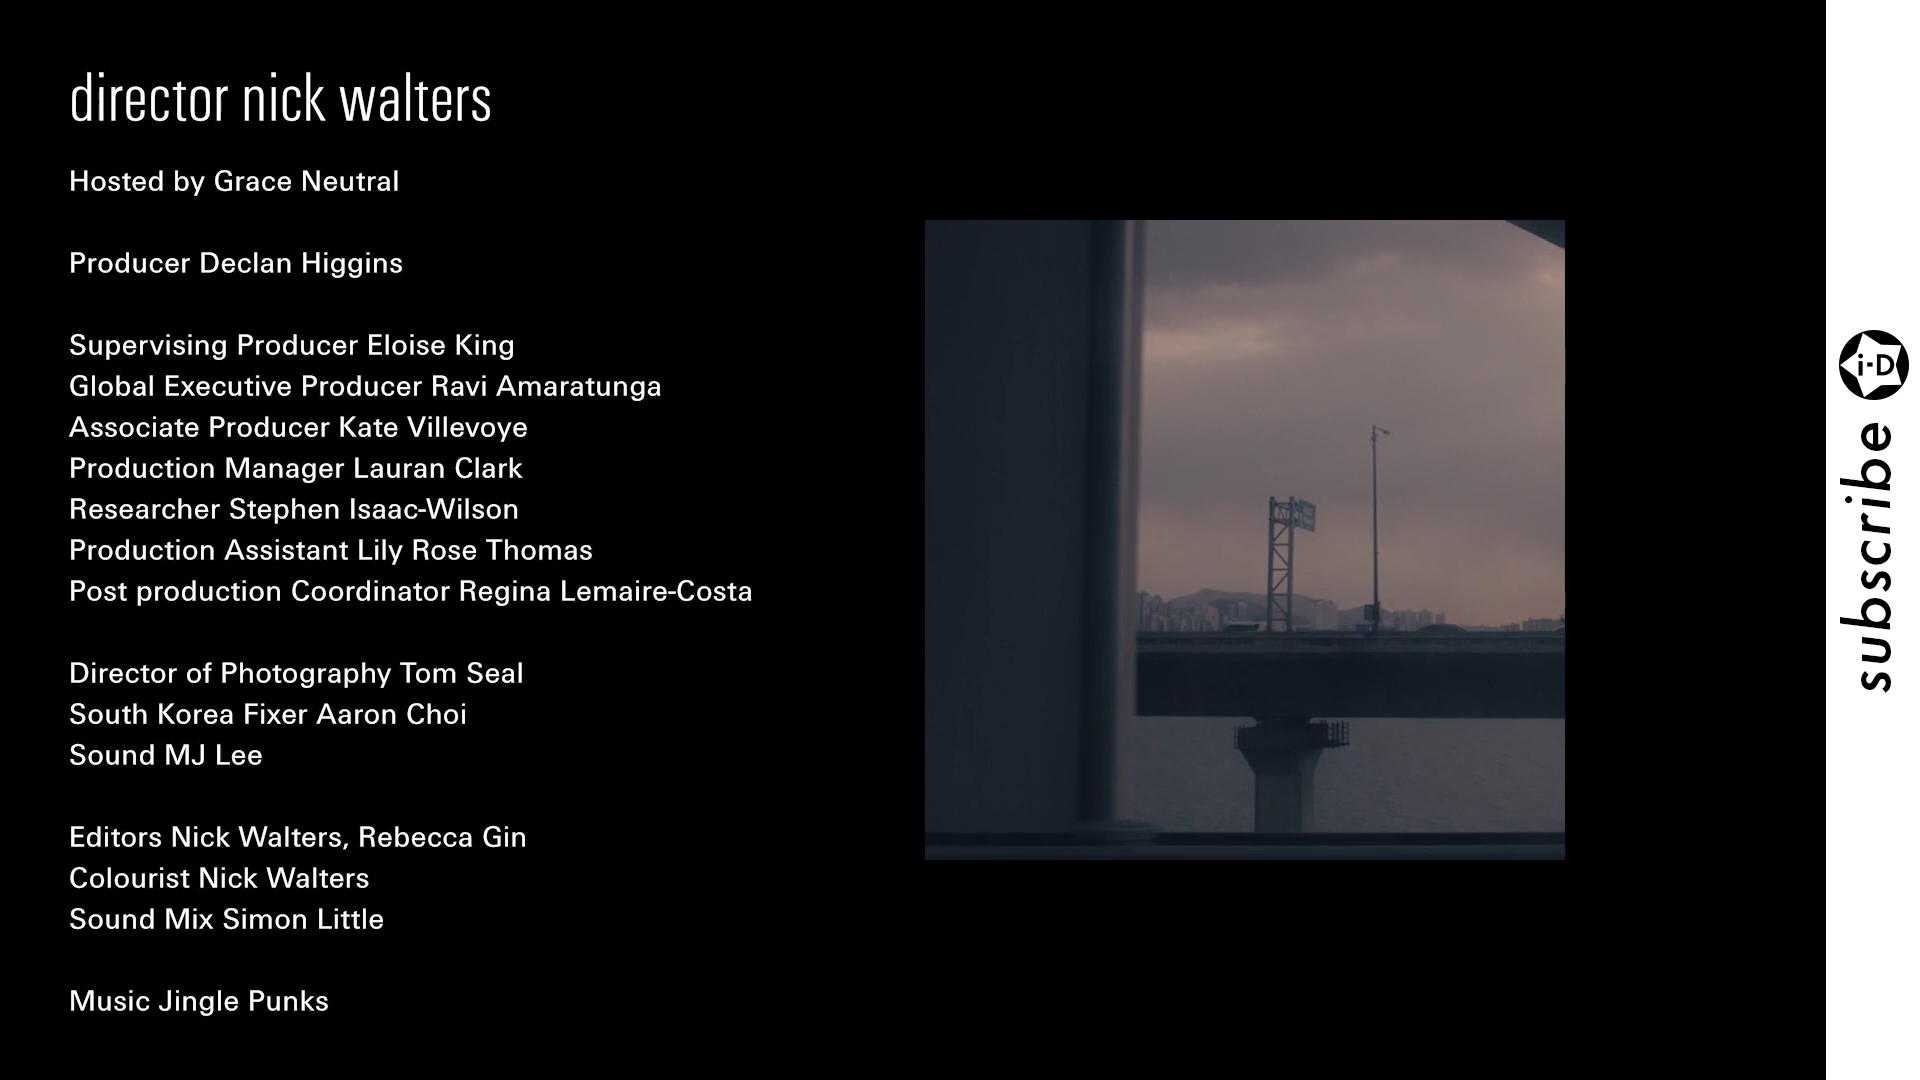 director nick walters
Hosted by Grace Neutral
Producer Declan Higgins
Supervising Producer Eloise King
Global Executive Producer Ravi Amaratunga
Associate Producer Kate Villevoye
Production Manager Lauran Clark
Researcher Stephen Isaac-Wilson
Production Assistant Lily Rose Thomas
Post production Coordinator Regina Lemaire-Costa
Director of Photography Tom Seal
South Korea Fixer Aaron Choi
Sound MJ Lee
Editors Nick Walters, Rebecca Gin
Colourist Nick Walters
Sound Mix Simon Little
Music Jingle Punks
i-D
subscribe